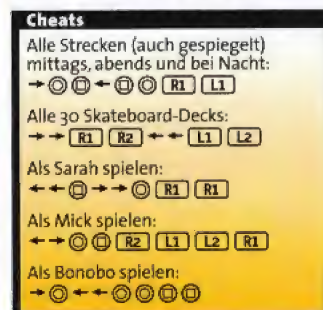 Cheats
Alle Strecken (auch gespiegelt)
mittags, abends und bei Nacht:
→ ◎ ▣ ← ▣ ◎ R1 L1
Alle 30 Skateboard-Decks:
→ → R1 R2 ← ← L1 L2
Als Sarah spielen:
← ← ▣ → → ◎ R1 R1
Als Mick spielen:
← → ◎ ▣ R2 L1 L2 R1
Als Bonobo spielen:
→ ◎ ← ← ◎ ◎ ▣ ▣